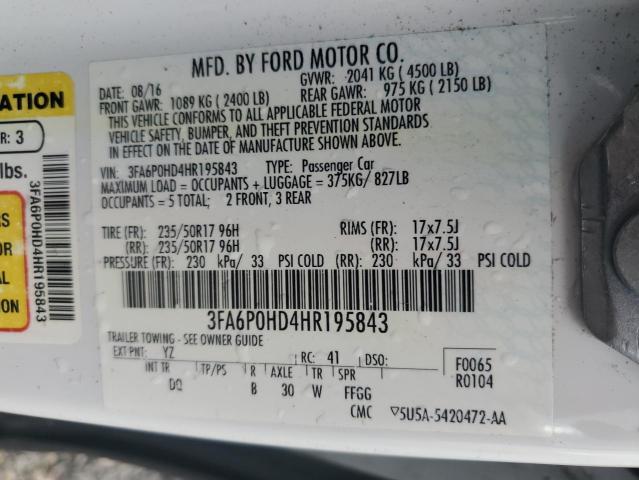 MFD. BY FORD MOTOR CO.
DATE: 08/16 GVWR: 2041 KG ( 4500 LB)
FRONT GAWR: 1089 KG ( 2400 LB) REAR GAWR: 975 KG ( 2150 LB)
THIS VEHICLE CONFORMS TO ALL APPLICABLE FEDERAL MOTOR
VEHICLE SAFETY, BUMPER, AND THEFT PREVENTION STANDARDS
IN EFFECT ON THE DATE OF MANUFACTURE SHOWN ABOVE.
VIN: 3FA6P0HD4HR195843 TYPE: Passenger Car
MAXIMUM LOAD = OCCUPANTS + LUGGAGE = 375KG/ 827LB
OCCUPANTS = 5 TOTAL; 2 FRONT, 3 REAR
TIRE (FR): 235/50R17 96H RIMS (FR): 17x7.5J
(RR): 235/50R17 96H (RR): 17x7.5J
PRESSURE (FR): 230 kPa/ 33 PSI COLD (RR): 230 kPa/ 33 PSI COLD
3FA6P0HD4HR195843
TRAILER TOWING - SEE OWNER GUIDE
EXT PNT: YZ RC: 41 DSO: F0065
INT TR TP/PS R AXLE TR SPR R0104
DQ B 30 W FFGG
CMC ▽5U5A-5420472-AA
ATION
R: 3
lbs.
3FA6P0HD4HR195843
RS
OR
AL
S